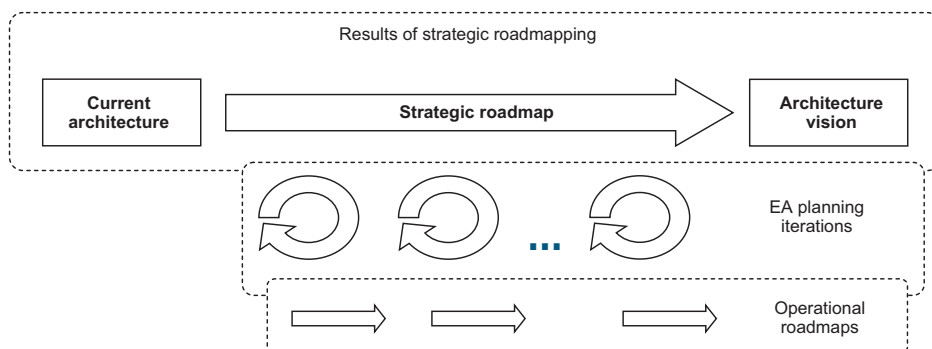 Results of strategic roadmapping
Current
architecture
Strategic roadmap
Architecture
vision
EA planning
iterations
...
Operational
roadmaps